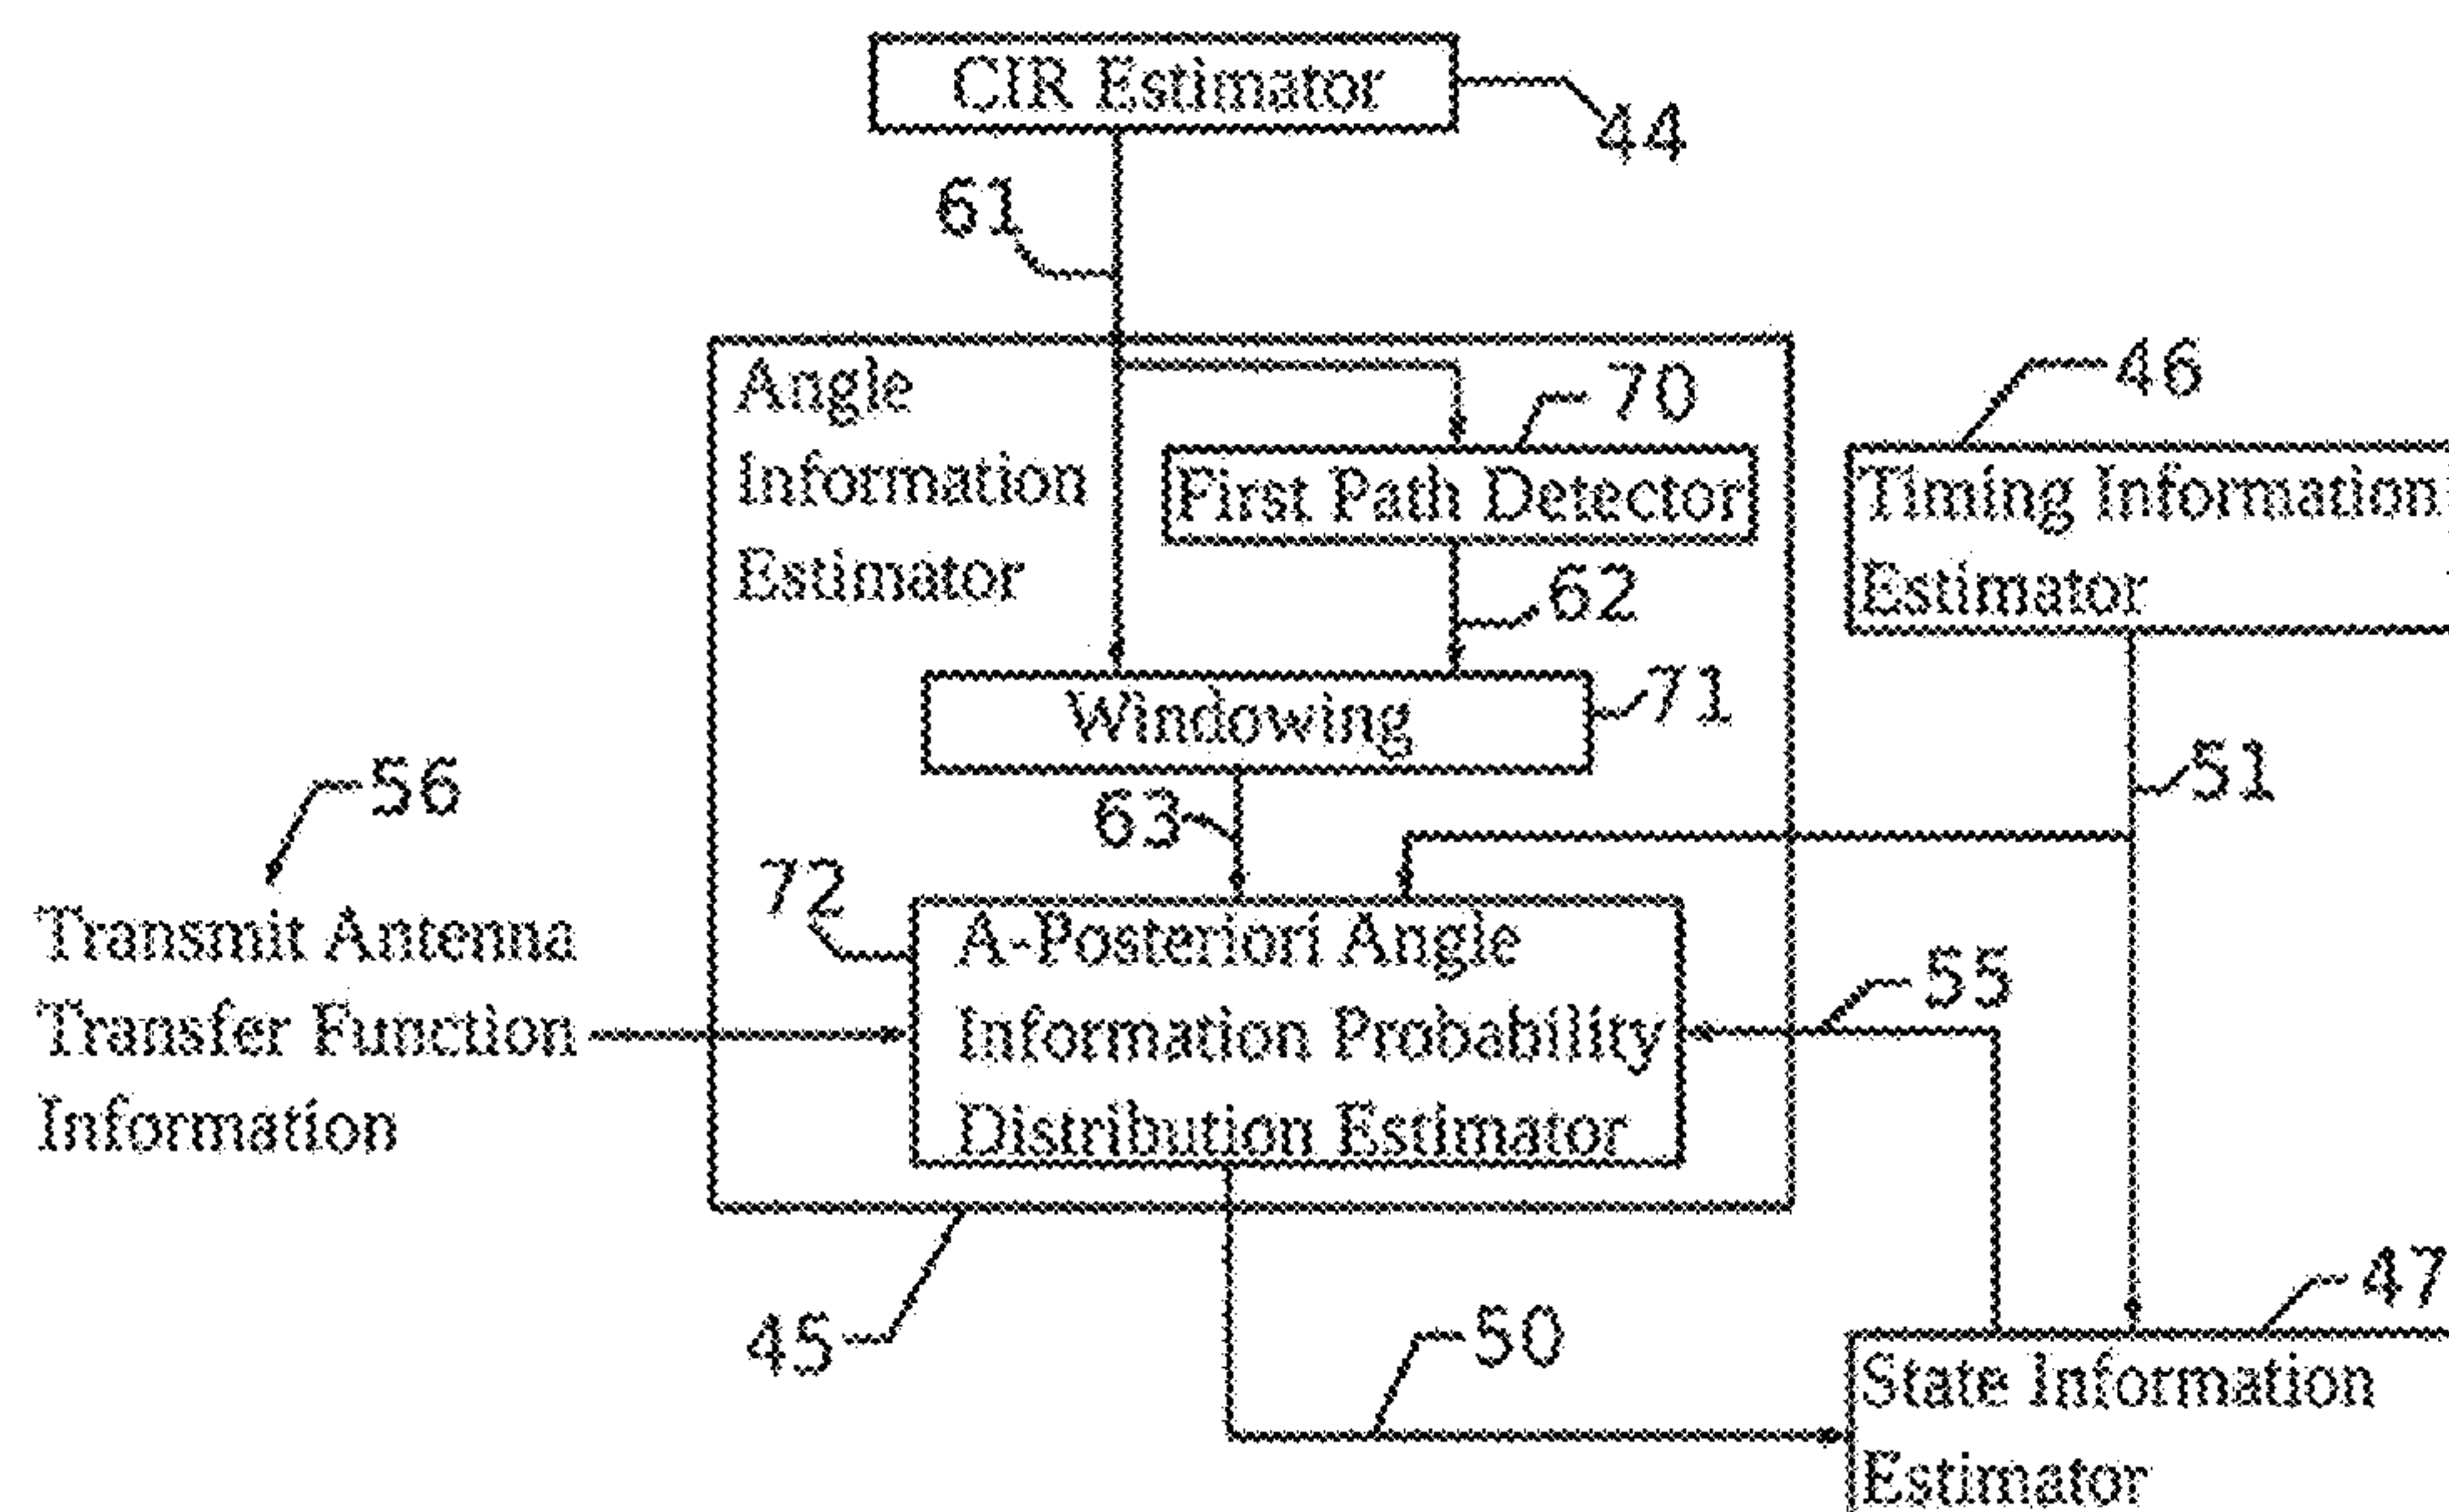 CIR Estimator
44
61
Angle
Information
Estimator
70
First Path Detector
46
Timing Information
Estimator
62
Windowing
71
51
63
56
Transmit Antenna
Transfer Function
Information
72
A-Posteriori Angle
Information Probability
Distribution Estimator
55
45
50
47
State Information
Estimator